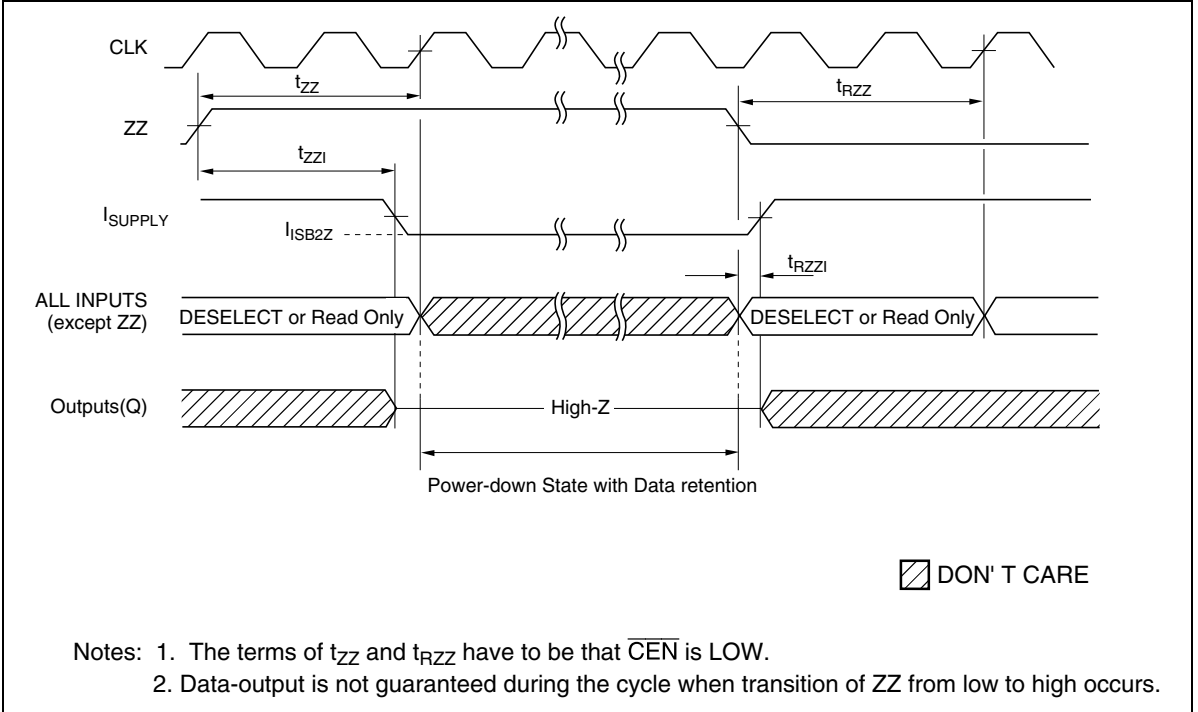 CLK
tZZ
tRZZ
ZZ
tZZI
ISUPPLY
IISB2Z
tRZZI
ALL INPUTS
(except ZZ)
DESELECT or Read Only
DESELECT or Read Only
Outputs(Q)
High-Z
Power-down State with Data retention
DON' T CARE
Notes: 1. The terms of tZZ and tRZZ have to be that C̅E̅N̅ is LOW.
2. Data-output is not guaranteed during the cycle when transition of ZZ from low to high occurs.